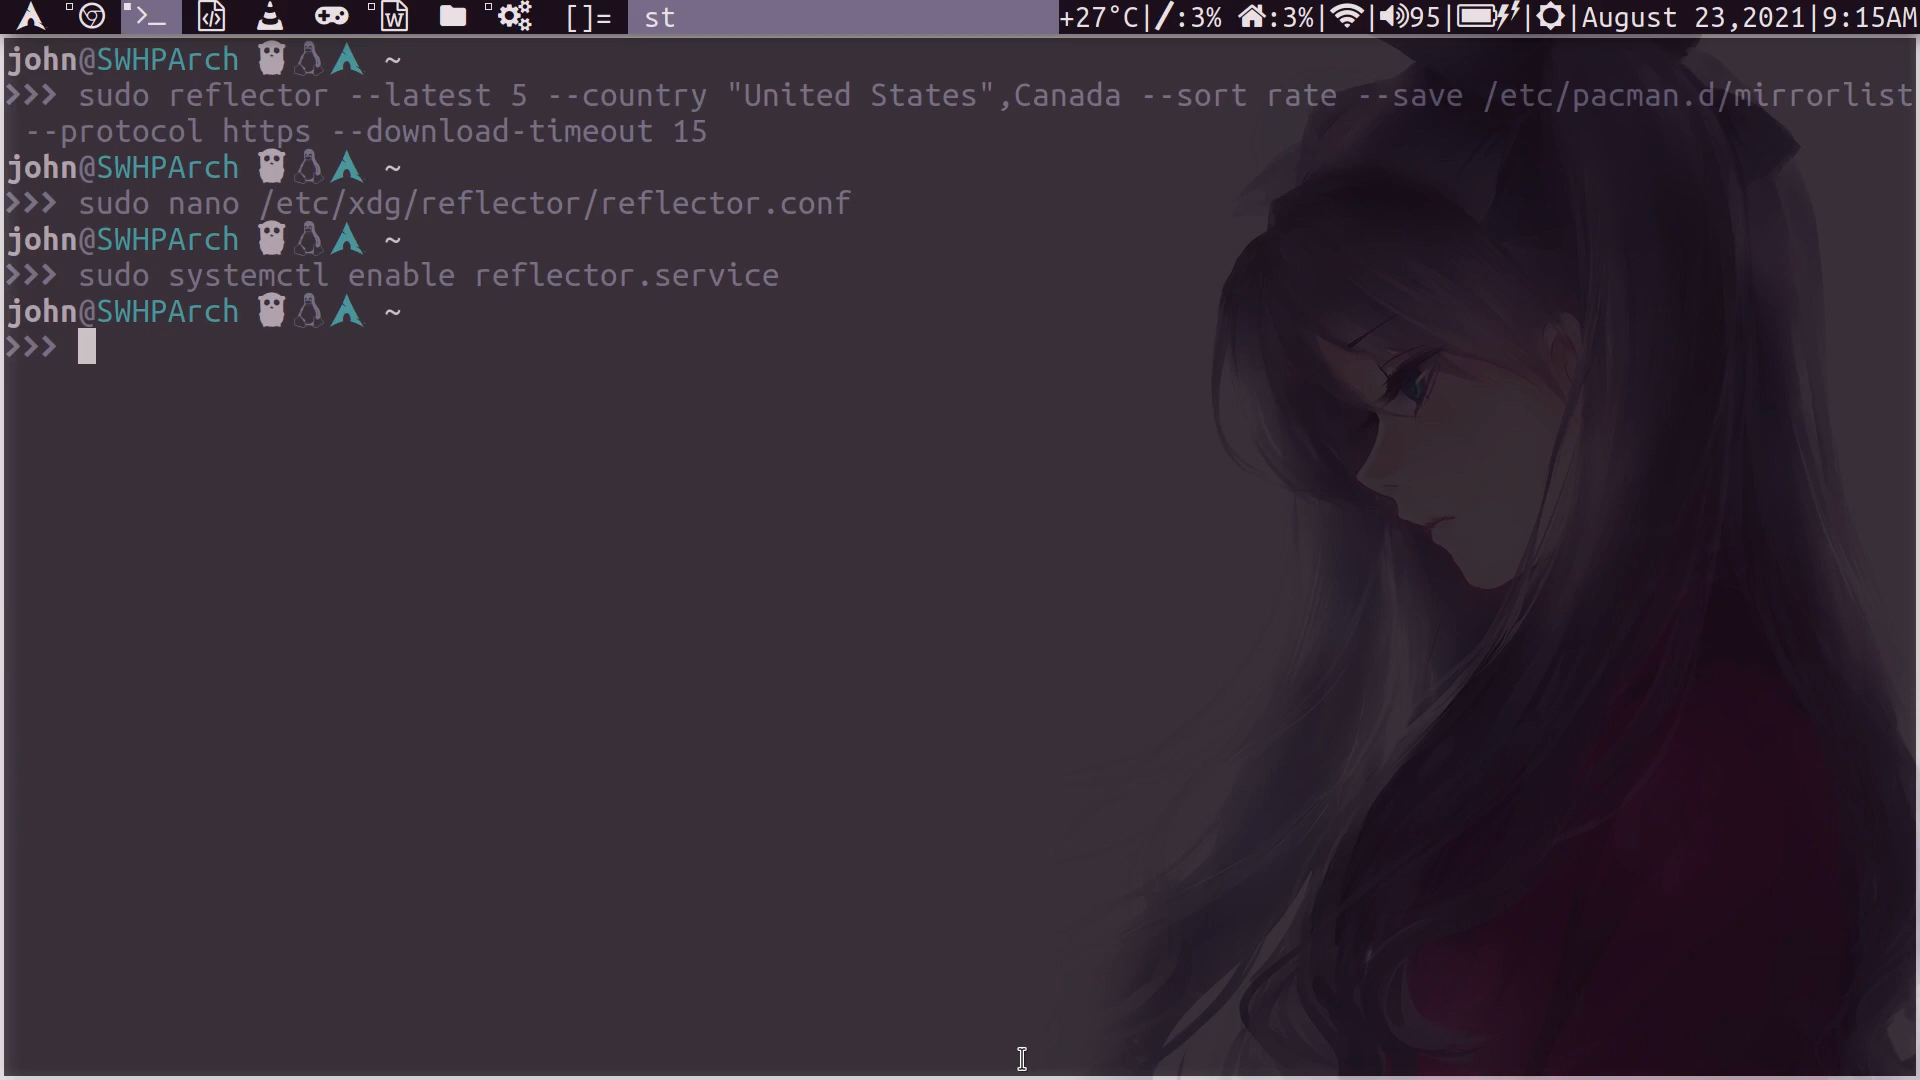 []= st +27°C|/:3% :3%| | 95| | |August 23,2021|9:15AM
john@SWHPArch ~
>>> sudo reflector --latest 5 --country "United States",Canada --sort rate --save /etc/pacman.d/mirrorlist
--protocol https --download-timeout 15
john@SWHPArch ~
>>> sudo nano /etc/xdg/reflector/reflector.conf
john@SWHPArch ~
>>> sudo systemctl enable reflector.service
john@SWHPArch ~
>>>